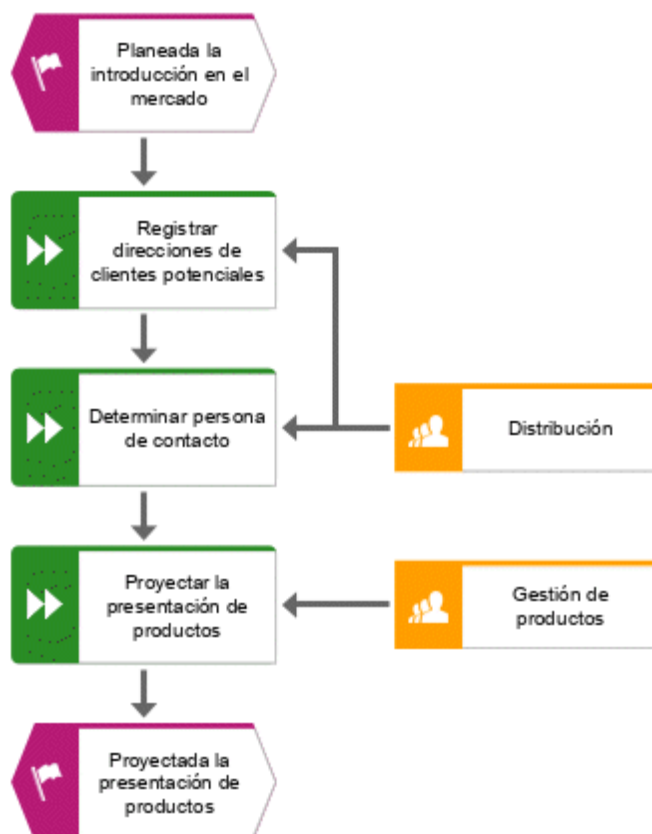 Planeada la
introducción en el
mercado
Registrar
direcciones de
clientes potenciales
Determinar persona
de contacto
Distribución
Proyectar la
presentación de
productos
Gestión de
productos
Proyectada la
presentación de
productos